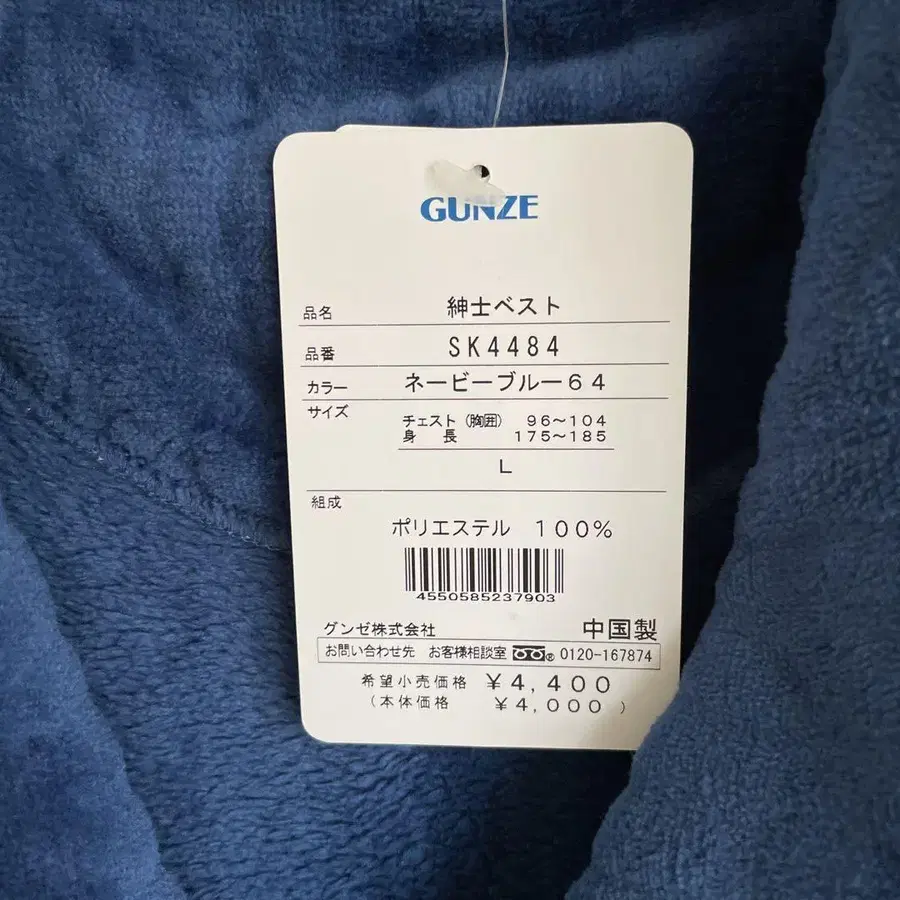 GUNZE
品名 紳士ベスト
品番 SK4484
カラー ネービーブルー64
サイズ
チェスト(胸囲) 96～104
身長 175～185
L
組成
ポリエステル 100%
4550585237903
グンゼ株式会社 中国製
お問い合わせ先 お客様相談室 ® 0120-167874
希望小売価格 ¥4,400
(本体価格 ¥4,000)